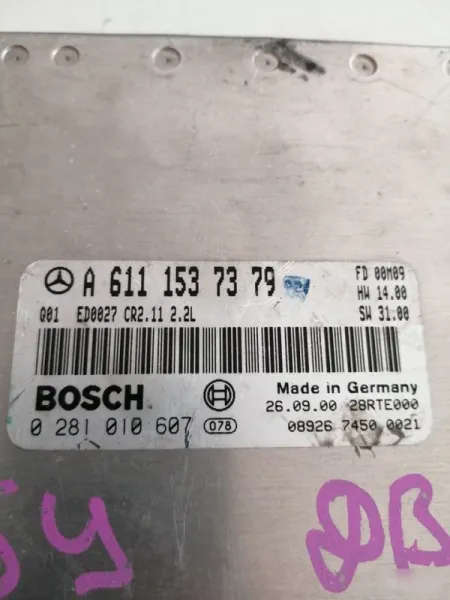 A 611 153 73 79
FD 00M09
HW 14.00
Q01 ED0027 CR2.11 2.2L
SW 31.00
BOSCH
Made in Germany
26.09.00 28RTE000
0 281 010 607 078
08926 7450 0021